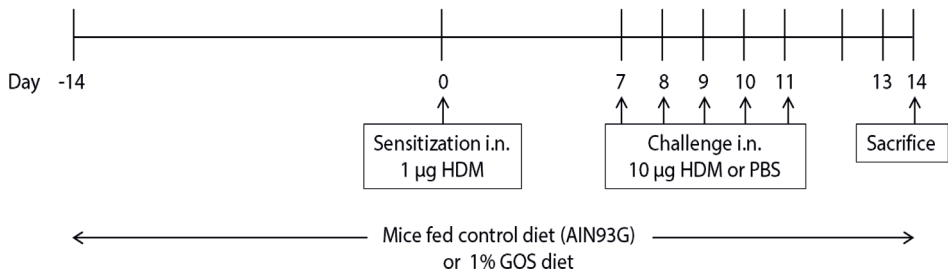 Day -14 0 7 8 9 10 11 13 14
Sensitization i.n.
1 µg HDM
Challenge i.n.
10 µg HDM or PBS
Sacrifice
Mice fed control diet (AIN93G)
or 1% GOS diet